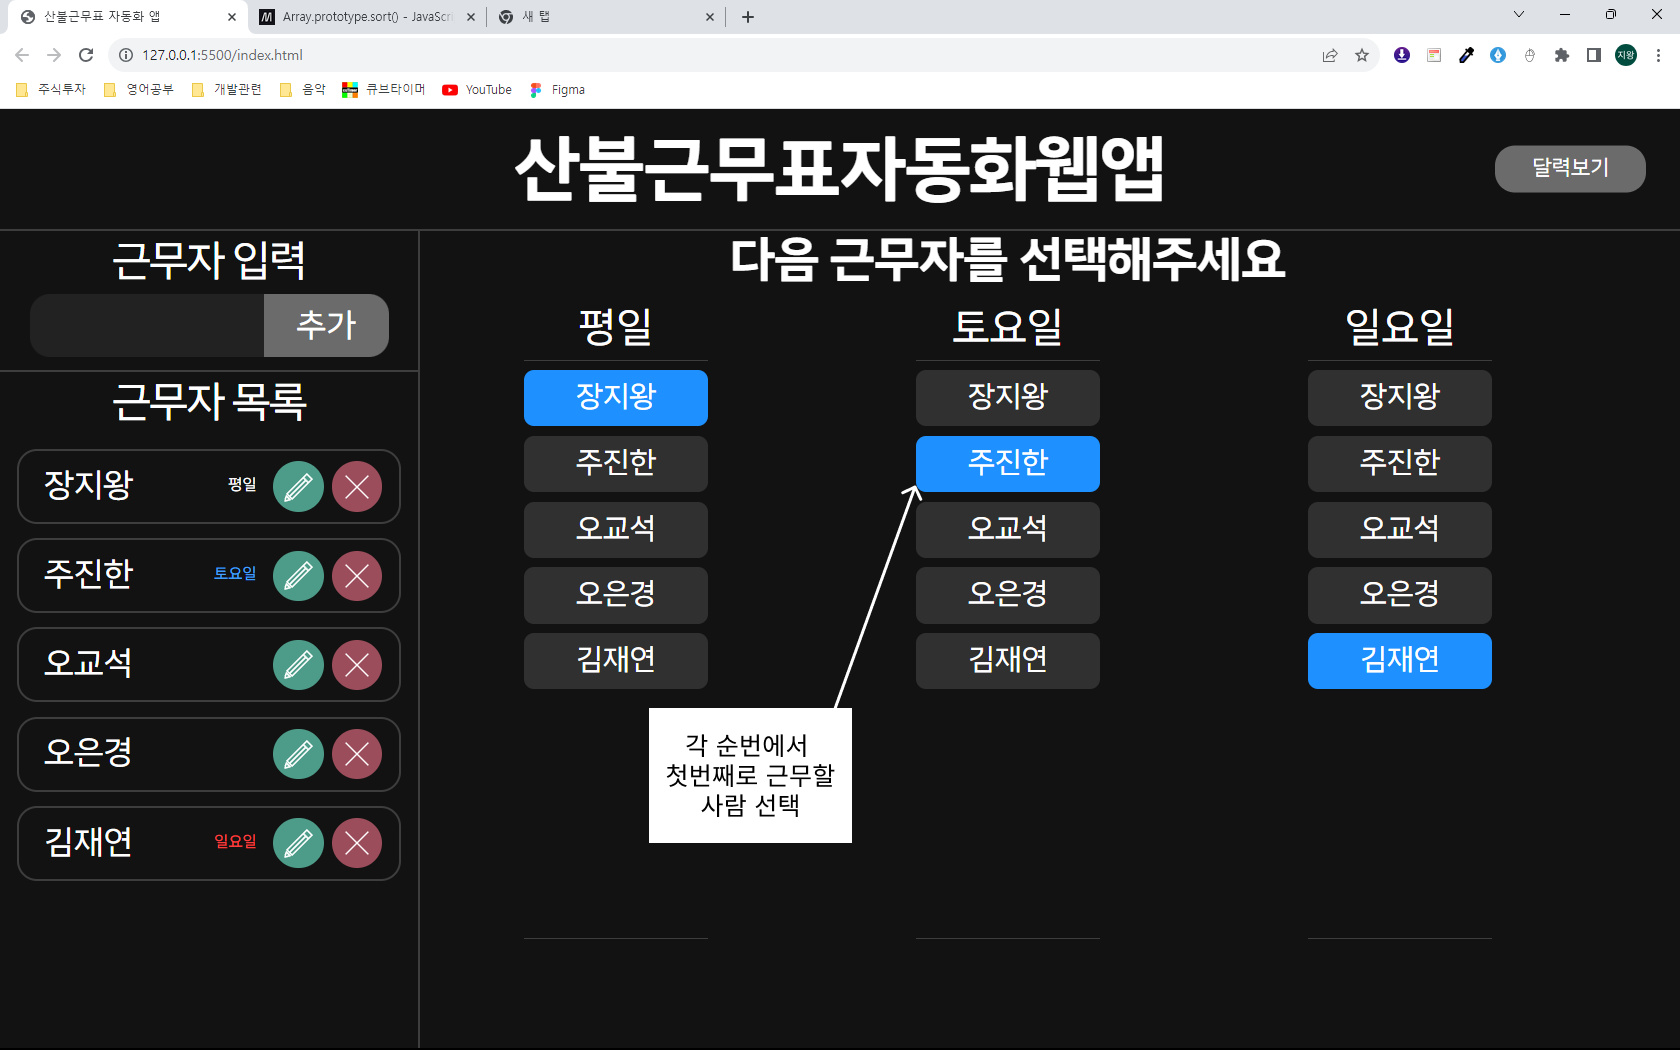 산불근무표 자동화 앱
Array.prototype.sort() - JavaScri
새 탭
127.0.0.1:5500/index.html
지왕
주식투자
영어공부
개발관련
음악
큐브타이머
YouTube
Figma
산불근무표자동화웹앱
달력보기
근무자 입력
추가
근무자 목록
장지왕 평일
주진한 토요일
오교석
오은경
김재연 일요일
다음 근무자를 선택해주세요
평일
장지왕
주진한
오교석
오은경
김재연
토요일
장지왕
주진한
오교석
오은경
김재연
일요일
장지왕
주진한
오교석
오은경
김재연
각 순번에서
첫번째로 근무할
사람 선택